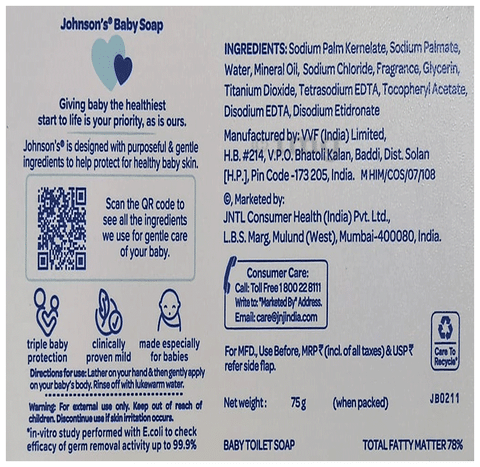 Johnson's® Baby Soap
Giving baby the healthiest
start to life is your priority, as is ours.
Johnson's® is designed with purposeful & gentle
ingredients to help protect for healthy baby skin.
Scan the QR code to
see all the ingredients
we use for gentle care
of your baby.
triple baby
protection
clinically
proven mild
made especially
for babies
Directions for use: Lather on your hand & then gently apply
on your baby's body. Rinse off with lukewarm water.
Warning: For external use only. Keep out of reach of
children. Discontinue use if skin irritation occurs.
*in-vitro study performed with E.coli to check
efficacy of germ removal activity up to 99.9%
INGREDIENTS: Sodium Palm Kernelate, Sodium Palmate,
Water, Mineral Oil, Sodium Chloride, Fragrance, Glycerin,
Titanium Dioxide, Tetrasodium EDTA, Tocopheryl Acetate,
Disodium EDTA, Disodium Etidronate
Manufactured by: VVF (India) Limited,
H.B. #214, V.P.O. Bhatoli Kalan, Baddi, Dist. Solan
[H.P.], Pin Code -173 205, India. M HIM/COS/07/108
©, Marketed by:
JNTL Consumer Health (India) Pvt. Ltd.,
L.B.S. Marg, Mulund (West), Mumbai-400080, India.
Consumer Care:
Call: Toll Free 1 800 22 8111
Write to: "Marketed By" Address.
Email: care@jnjindia.com
For MFD., Use Before, MRP ₹ (incl. of all taxes) & USP ₹
refer side flap.
Care To
Recycle®
Net weight: 75 g (when packed)
JB0211
BABY TOILET SOAP TOTAL FATTY MATTER 78%